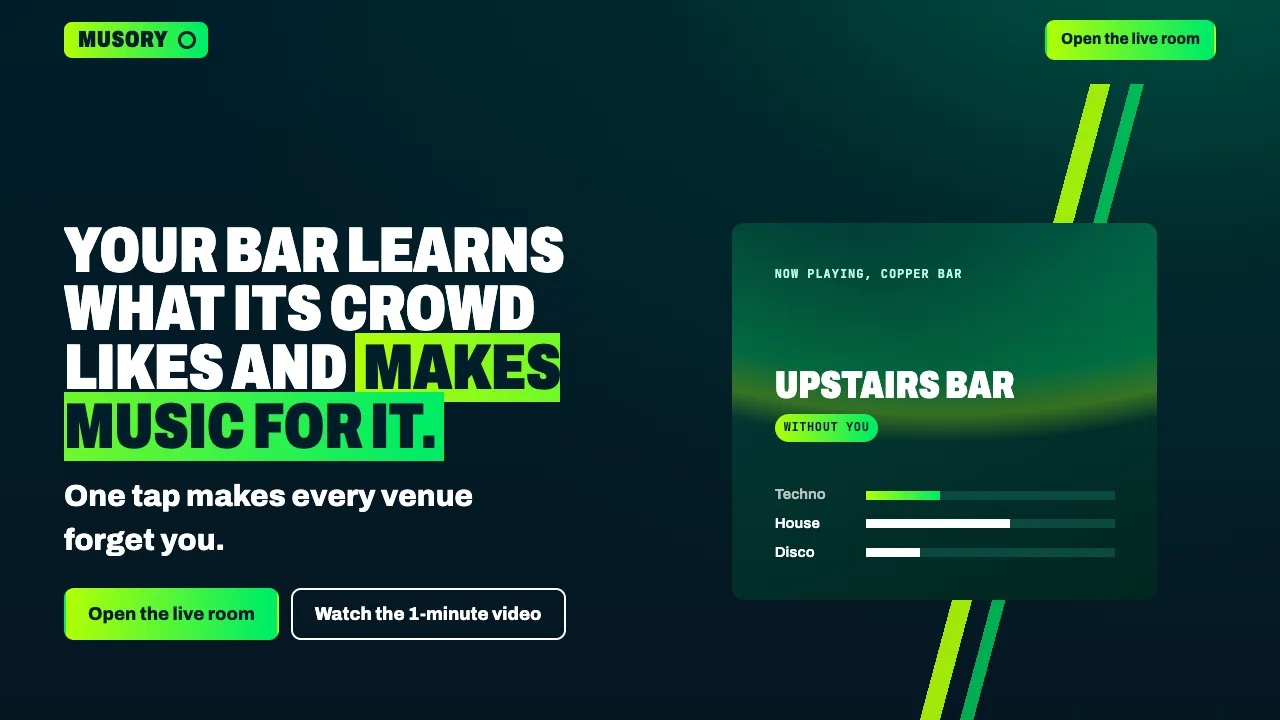 MUSORY
Open the live room
YOUR BAR LEARNS
WHAT ITS CROWD
LIKES AND MAKES
MUSIC FOR IT.
One tap makes every venue
forget you.
Open the live room
Watch the 1-minute video
NOW PLAYING, COPPER BAR
UPSTAIRS BAR
WITHOUT YOU
Techno
House
Disco